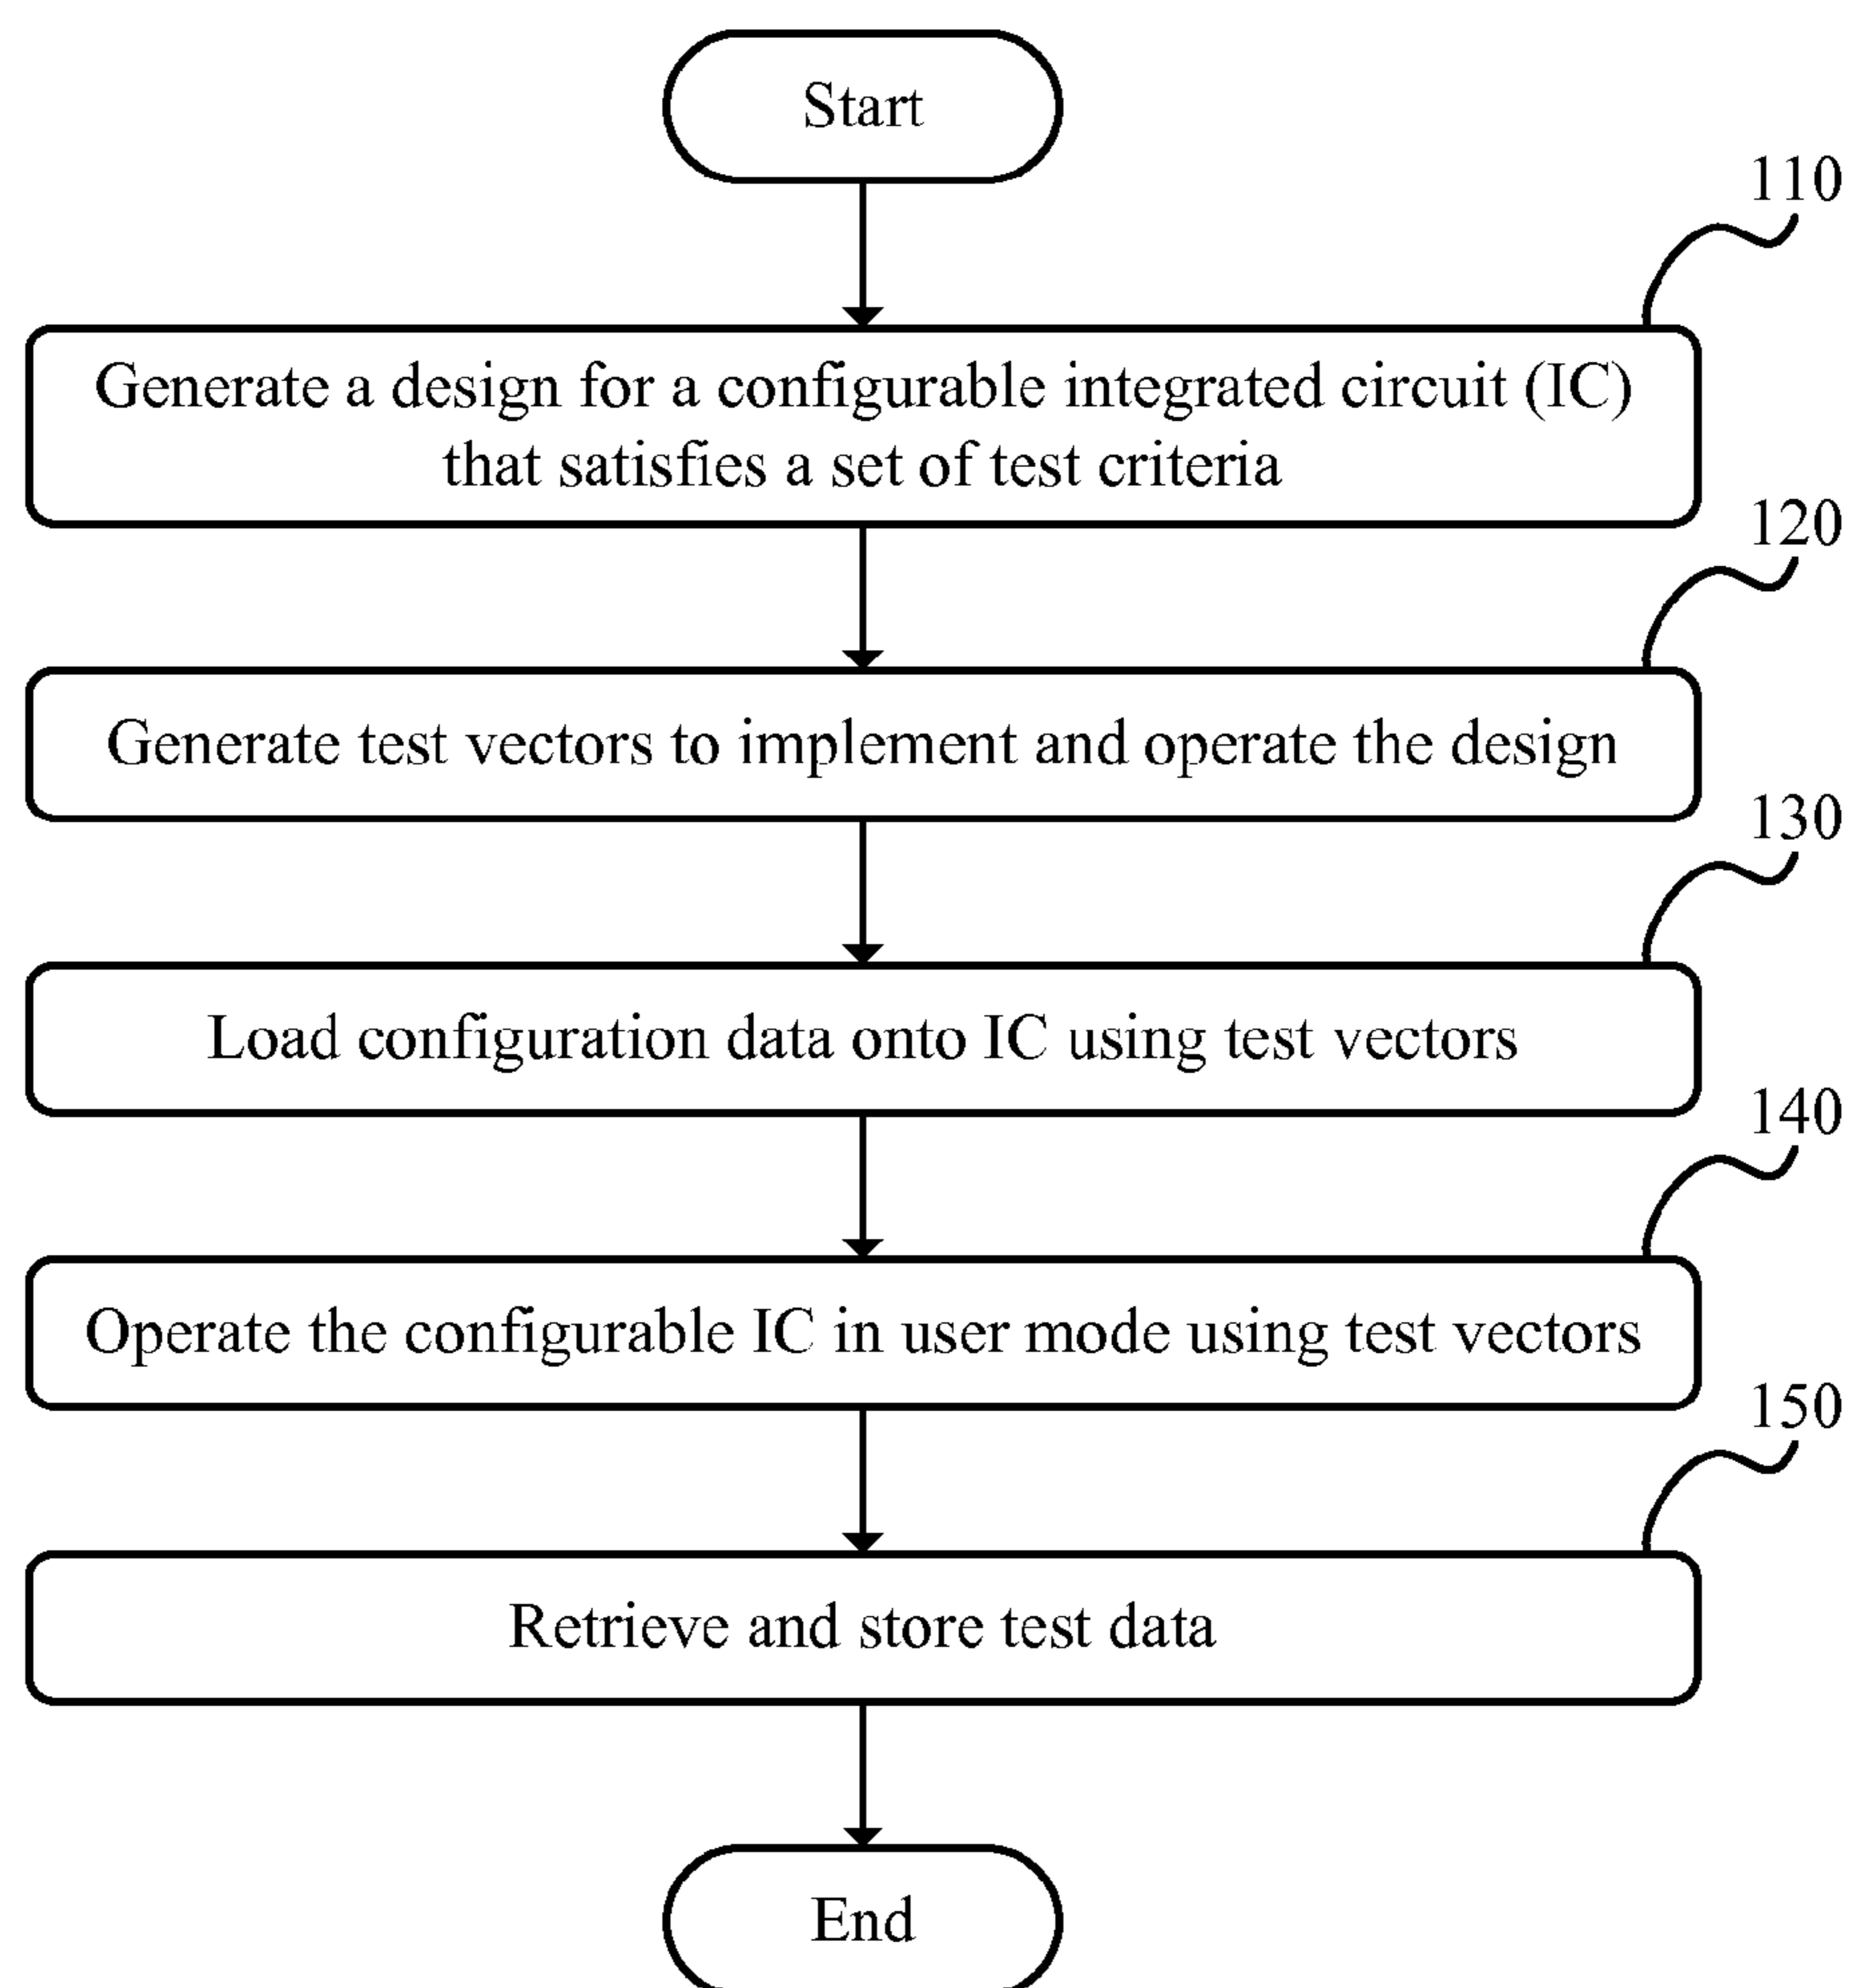 Start
110
Generate a design for a configurable integrated circuit (IC)
that satisfies a set of test criteria
120
Generate test vectors to implement and operate the design
130
Load configuration data onto IC using test vectors
140
Operate the configurable IC in user mode using test vectors
150
Retrieve and store test data
End